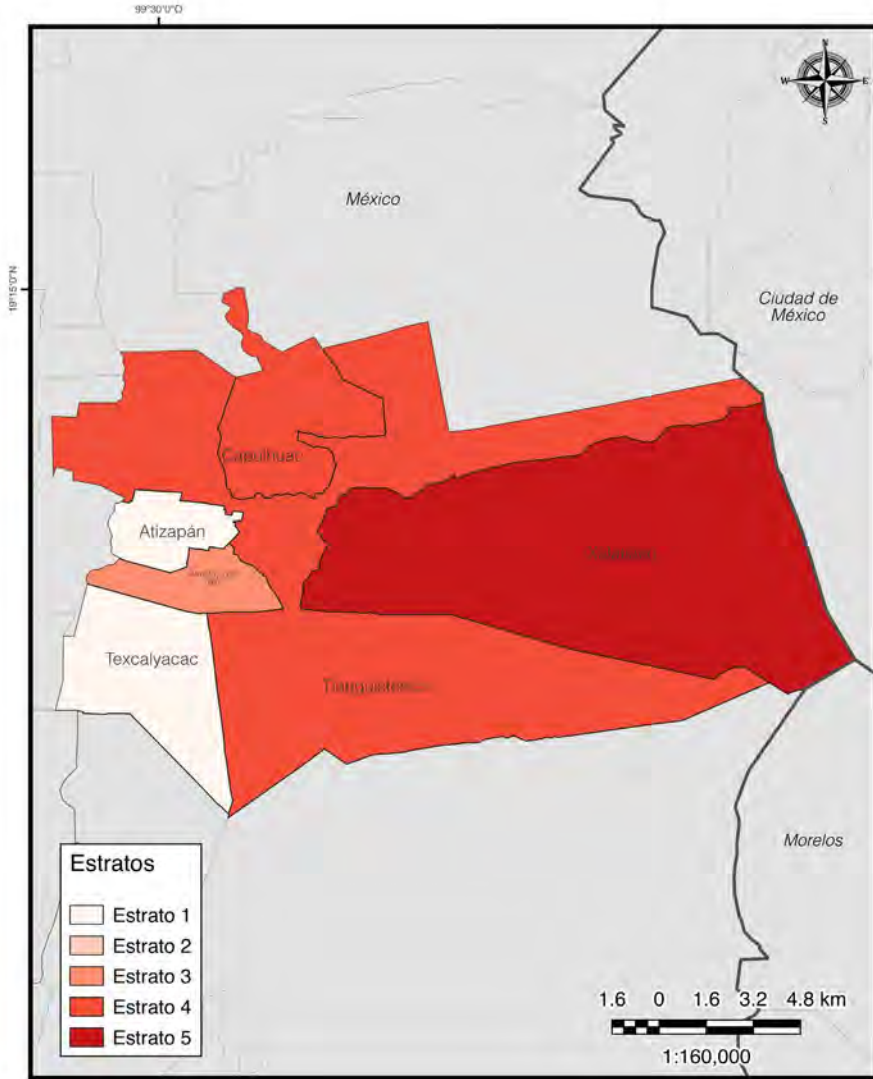 99°30'0"O
N
W E
S
México
19°15'0"N
Ciudad de
México
Capulhuac
Atizapán
Texcalyacac
Tianguistenco
Morelos
Estratos
Estrato 1
Estrato 2
Estrato 3
Estrato 4
Estrato 5
1.6 0 1.6 3.2 4.8 km
1:160,000